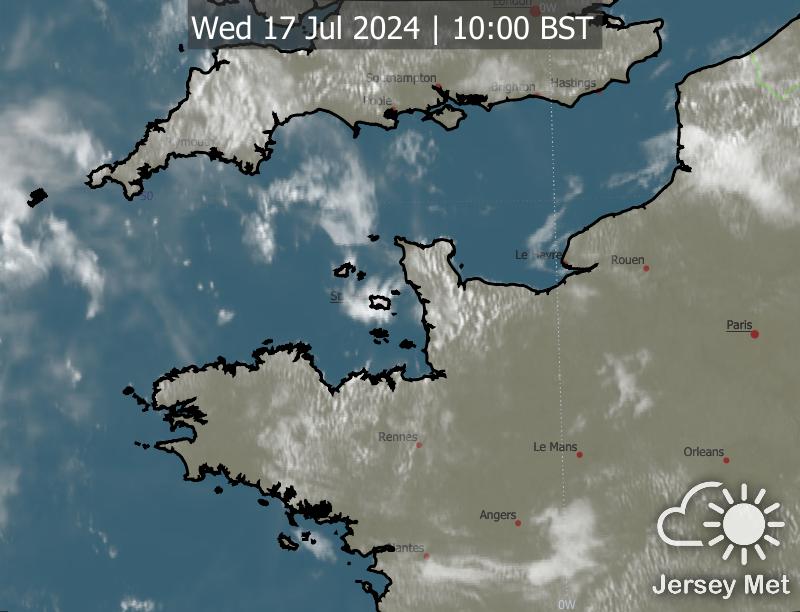 London
0W
Wed 17 Jul 2024 | 10:00 BST
Southampton
Brighton
Hastings
Poole
50
Le Havre
Rouen
St
Paris
Rennes
Le Mans
Orleans
Angers
Nantes
Jersey Met
0W